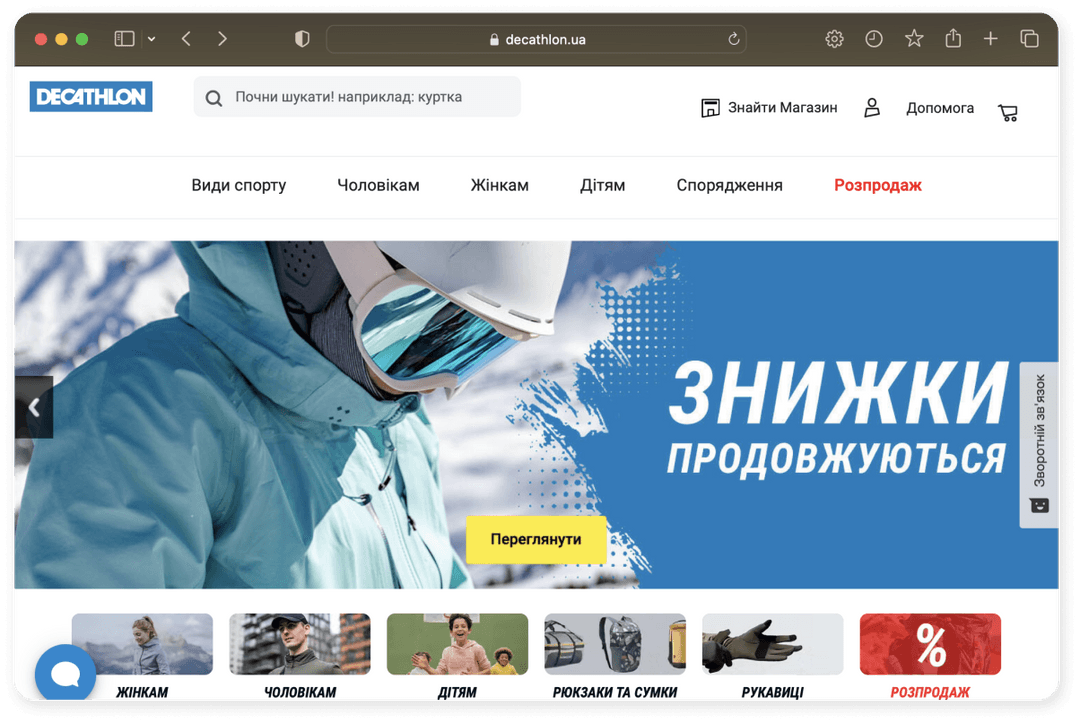 decathlon.ua
DECATHLON
Почни шукати! наприклад: куртка
Знайти Магазин
Допомога
Види спорту
Чоловікам
Жінкам
Дітям
Спорядження
Розпродаж
ЗНИЖКИ
ПРОДОВЖУЮТЬСЯ
Переглянути
Зворотній зв'язок
%
ЖІНКАМ
ЧОЛОВІКАМ
ДІТЯМ
РЮКЗАКИ ТА СУМКИ
РУКАВИЦІ
РОЗПРОДАЖ